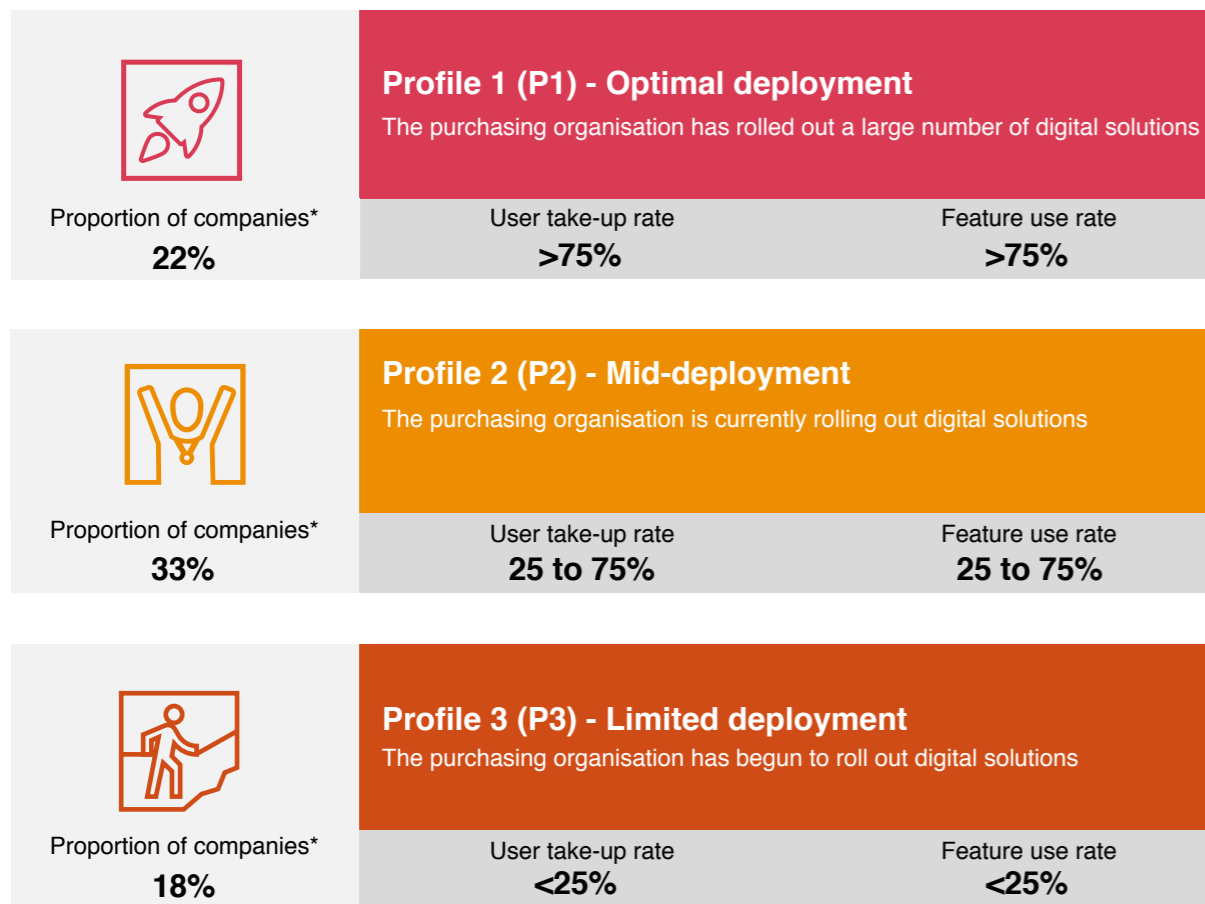 Profile 1 (P1) - Optimal deployment
The purchasing organisation has rolled out a large number of digital solutions
Proportion of companies*
22%
User take-up rate
>75%
Feature use rate
>75%
Profile 2 (P2) - Mid-deployment
The purchasing organisation is currently rolling out digital solutions
Proportion of companies*
33%
User take-up rate
25 to 75%
Feature use rate
25 to 75%
Profile 3 (P3) - Limited deployment
The purchasing organisation has begun to roll out digital solutions
Proportion of companies*
18%
User take-up rate
<25%
Feature use rate
<25%